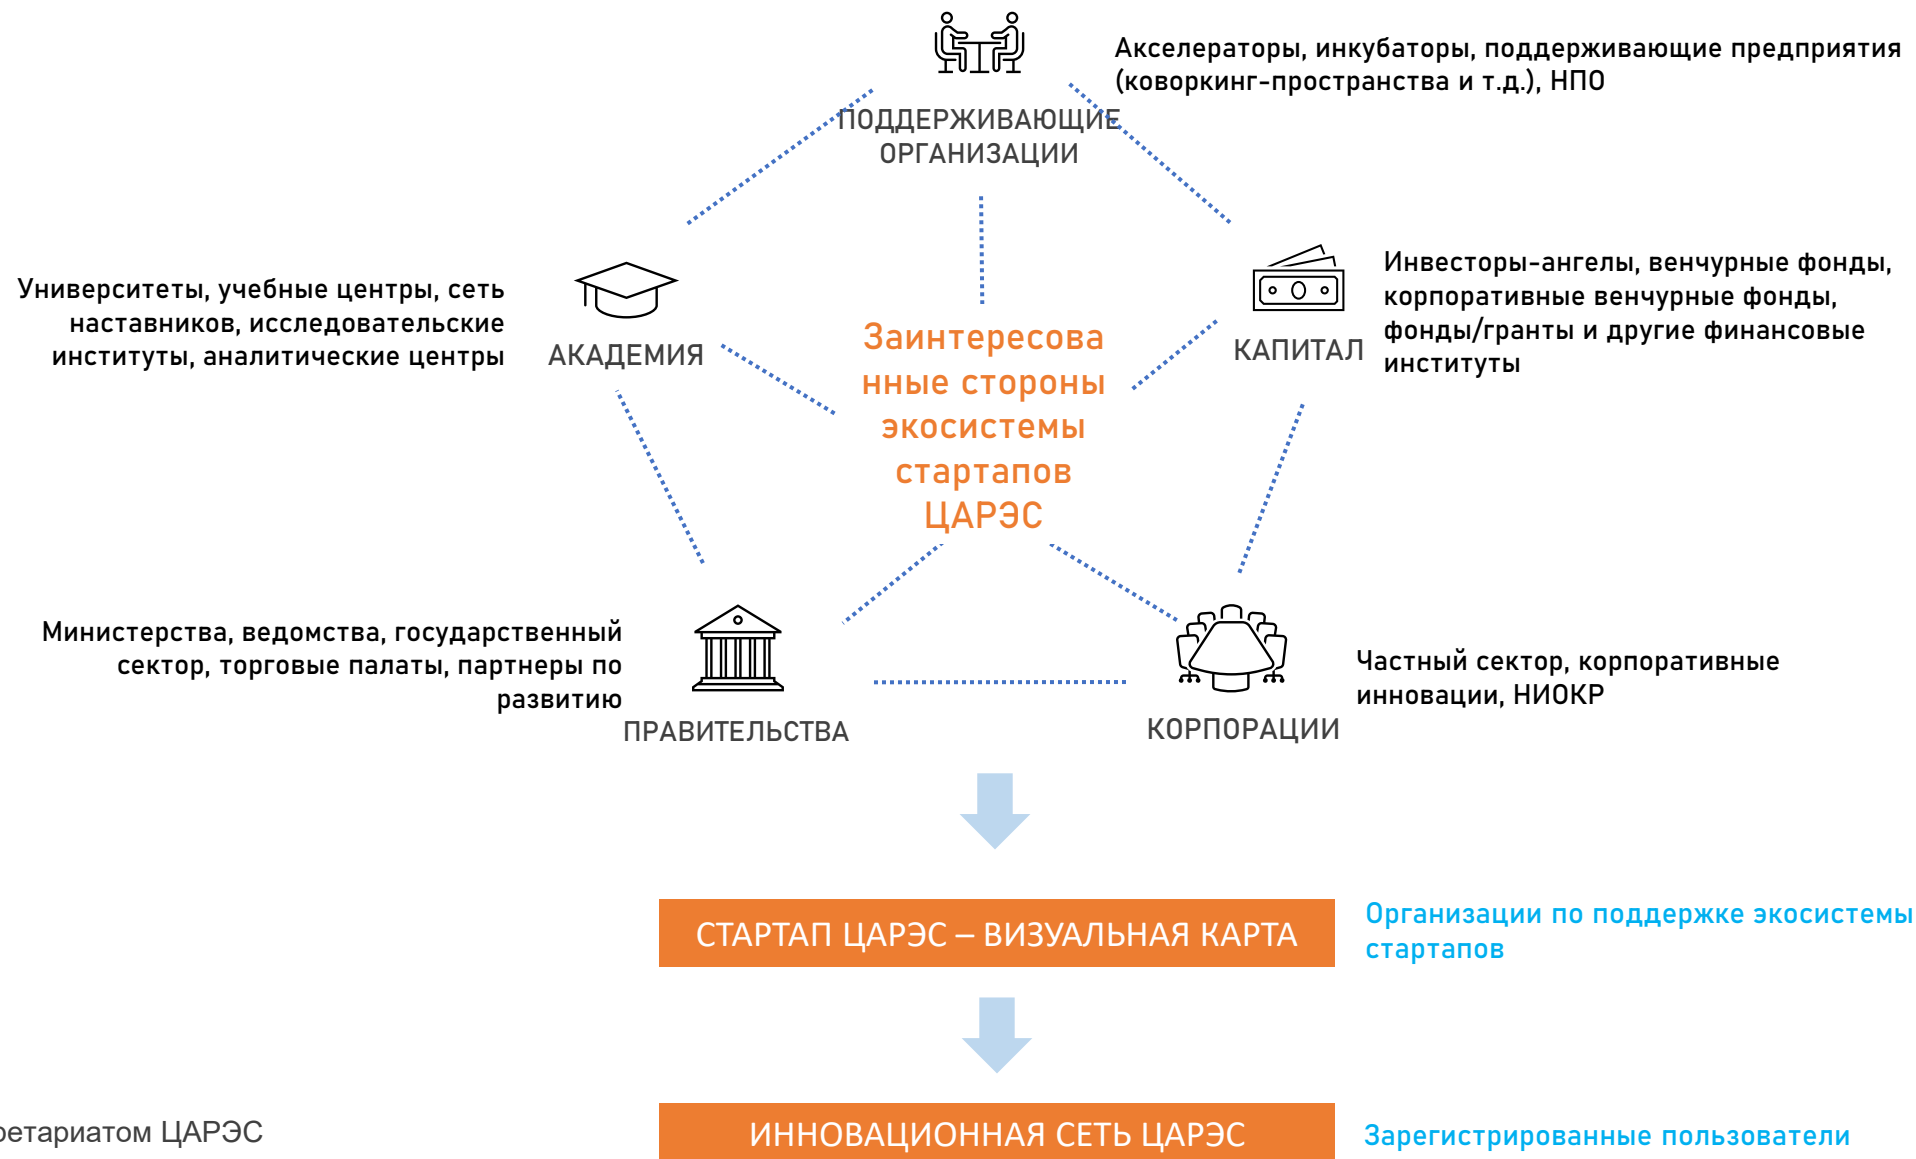 Акселераторы, инкубаторы, поддерживающие предприятия
(коворкинг-пространства и т.д.), НПО
ПОДДЕРЖИВАЮЩИЕ
ОРГАНИЗАЦИИ
Университеты, учебные центры, сеть
наставников, исследовательские
институты, аналитические центры
АКАДЕМИЯ
Заинтересова
нные стороны
экосистемы
стартапов
ЦАРЭС
КАПИТАЛ
Инвесторы-ангелы, венчурные фонды,
корпоративные венчурные фонды,
фонды/гранты и другие финансовые
институты
Министерства, ведомства, государственный
сектор, торговые палаты, партнеры по
развитию
ПРАВИТЕЛЬСТВА
КОРПОРАЦИИ
Частный сектор, корпоративные
инновации, НИОКР
СТАРТАП ЦАРЭС – ВИЗУАЛЬНАЯ КАРТА
Организации по поддержке экосистемы
стартапов
ретариатом ЦАРЭС
ИННОВАЦИОННАЯ СЕТЬ ЦАРЭС
Зарегистрированные пользователи